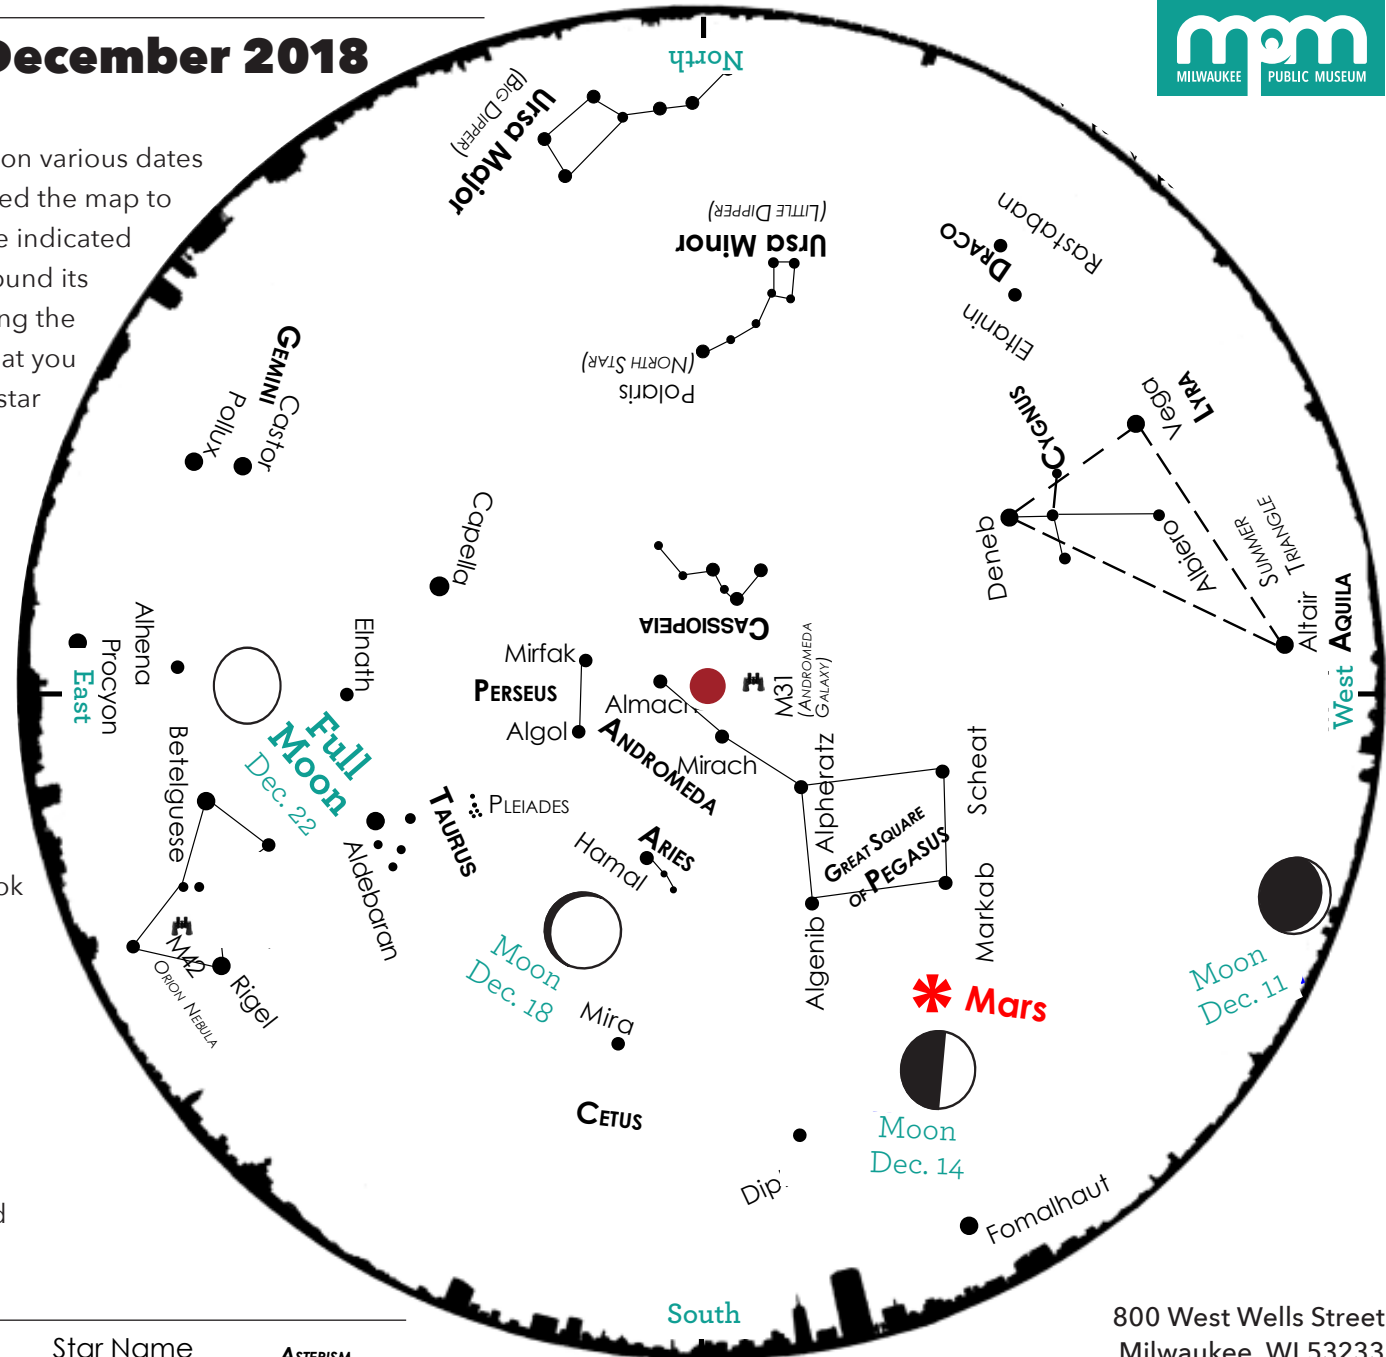 December 2018
MILWAUKEE PUBLIC MUSEUM
mpm
on various dates
ed the map to
e indicated
ound its
ng the
at you
star
ok
d
North
Ursa Major
(BIG DIPPER)
(LITTLE DIPPER)
Ursa Minor
(NORTH STAR)
Polaris
DRACO
Rastaban
Eltanin
GEMINI
Castor
Pollux
Capella
CYGNUS
Vega
LYRA
Deneb
Albiero
SUMMER
TRIANGLE
Altair
AQUILA
West
CASSIOPEIA
Alhena
Procyon
East
Elnath
Full
Moon
Dec. 22
Betelguese
Mirfak
PERSEUS
Algol
Almach
ANDROMEDA
Mirach
M31
(ANDROMEDA
GALAXY)
Alpheratz
Scheat
GREAT SQUARE
OF PEGASUS
Algenib
Markab
TAURUS
PLEIADES
Aldebaran
ARIES
Hamal
M42
ORION NEBULA
Rigel
Moon
Dec. 18
Mira
CETUS
Mars
Moon
Dec. 14
Moon
Dec. 11
Dip
Fomalhaut
South
Star Name
ASTERISM
800 West Wells Street
Milwaukee, WI 53233